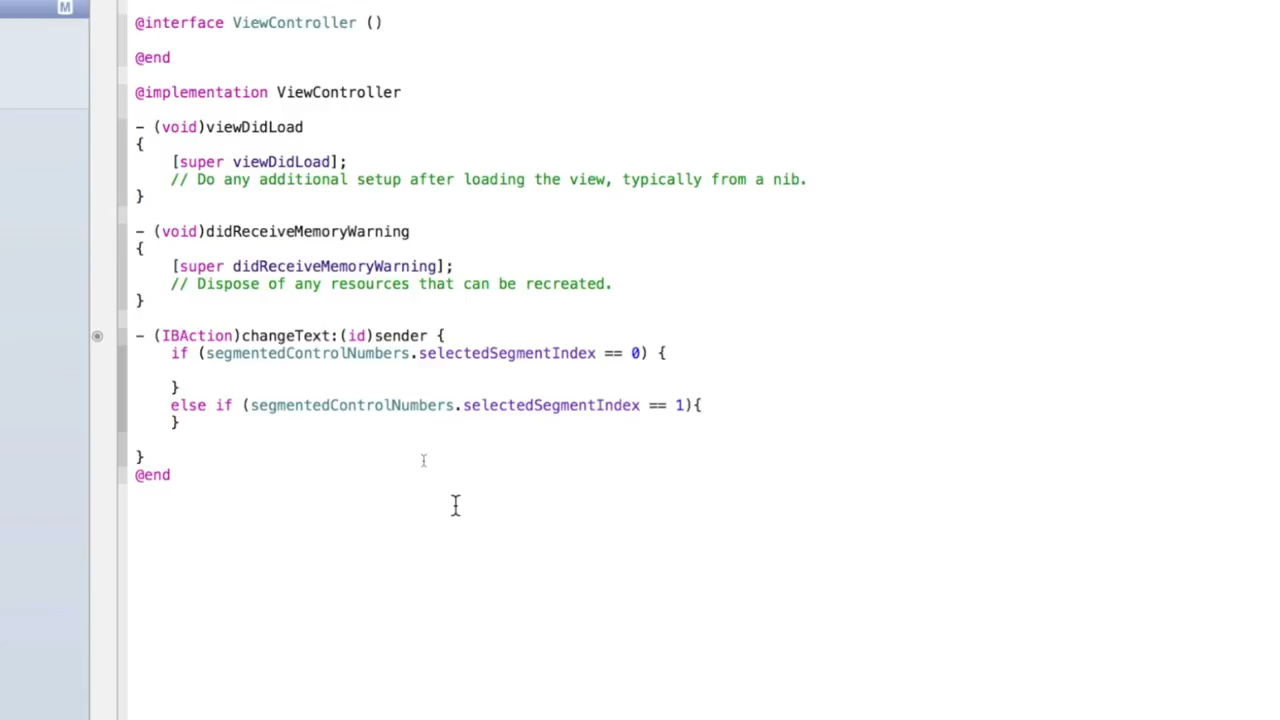 M
@interface ViewController ()
@end
@implementation ViewController
- (void)viewDidLoad
{
[super viewDidLoad];
// Do any additional setup after loading the view, typically from a nib.
}
- (void)didReceiveMemoryWarning
{
[super didReceiveMemoryWarning];
// Dispose of any resources that can be recreated.
}
- (IBAction)changeText:(id)sender {
if (segmentedControlNumbers.selectedSegmentIndex == 0) {
}
else if (segmentedControlNumbers.selectedSegmentIndex == 1){
}
}
@end